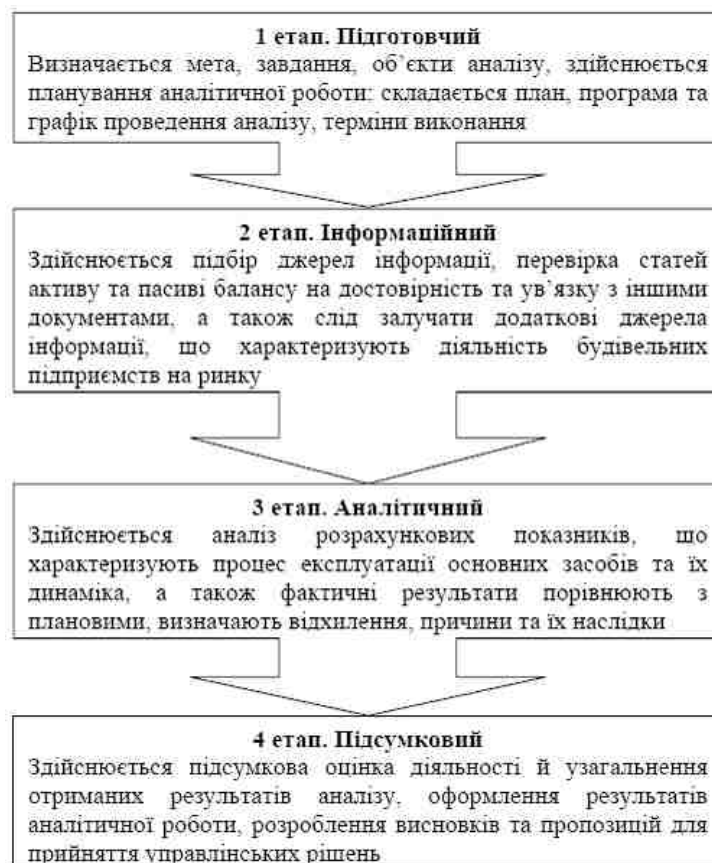 1 етап. Підготовчий
Визначається мета, завдання, об’єкти аналізу, здійснюється
планування аналітичної роботи: складається план, програма та
графік проведення аналізу, терміни виконання
2 етап. Інформаційний
Здійснюється підбір джерел інформації, перевірка статей
активу та пасиві балансу на достовірність та ув’язку з іншими
документами, а також слід залучати додаткові джерела
інформації, що характеризують діяльність будівельних
підприємств на ринку
3 етап. Аналітичний
Здійснюється аналіз розрахункових показників, що
характеризують процес експлуатації основних засобів та їх
динаміка, а також фактичні результати порівнюють з
плановими, визначають відхилення, причини та їх наслідки
4 етап. Підсумковий
Здійснюється підсумкова оцінка діяльності й узагальнення
отриманих результатів аналізу, оформлення результатів
аналітичної роботи, розроблення висновків та пропозицій для
прийняття управлінських рішень